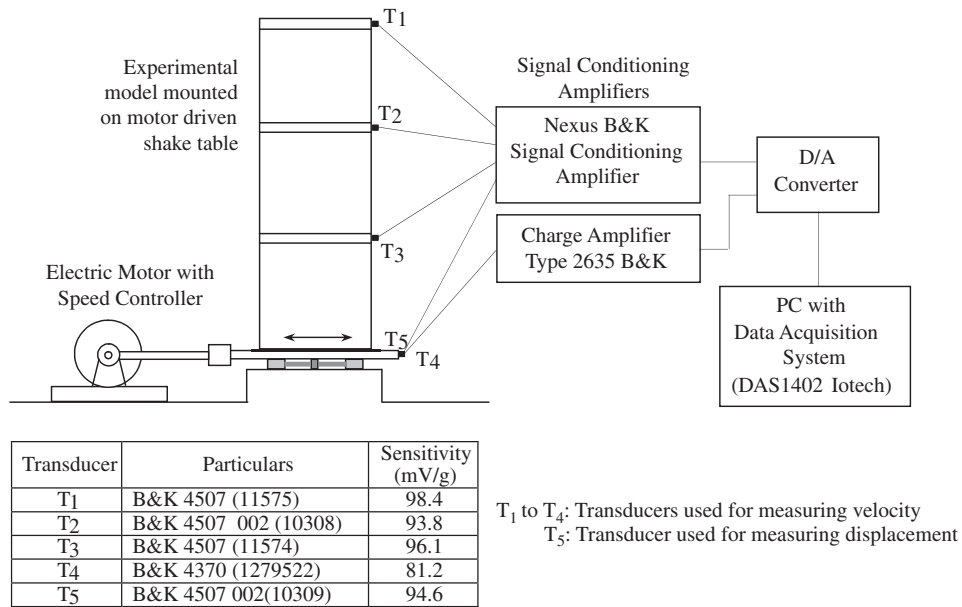 T1
Experimental
model mounted
on motor driven
shake table
T2
T3
Signal Conditioning
Amplifiers
Nexus B&K
Signal Conditioning
Amplifier
D/A
Converter
Charge Amplifier
Type 2635 B&K
Electric Motor with
Speed Controller
T5
T4
PC with
Data Acquisition
System
(DAS1402 Iotech)
Transducer Particulars Sensitivity (mV/g)
T1 B&K 4507 (11575) 98.4
T2 B&K 4507 002 (10308) 93.8
T3 B&K 4507 (11574) 96.1
T4 B&K 4370 (1279522) 81.2
T5 B&K 4507 002(10309) 94.6
T1 to T4: Transducers used for measuring velocity
T5: Transducer used for measuring displacement